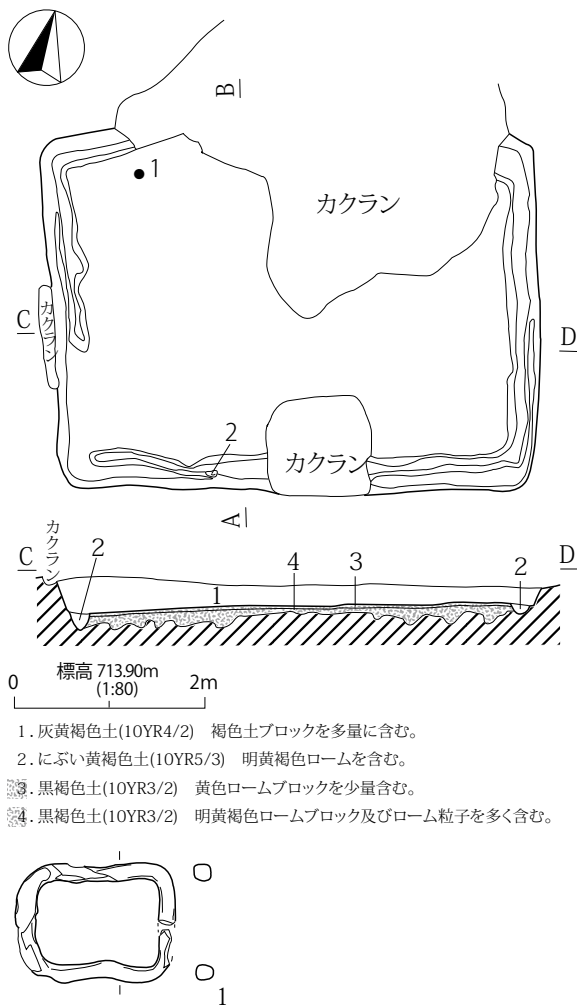 B
1
カクラン
C
カクラン
D
2
カクラン
A
カクラン
C
2
1
4
3
2
D
標高 713.90m
(1:80)
0
2m
1. 灰黄褐色土(10YR4/2) 褐色土ブロックを多量に含む。
2. にぶい黄褐色土(10YR5/3) 明黄褐色ロームを含む。
3. 黒褐色土(10YR3/2) 黄色ロームブロックを少量含む。
4. 黒褐色土(10YR3/2) 明黄褐色ロームブロック及びローム粒子を多く含む。
1